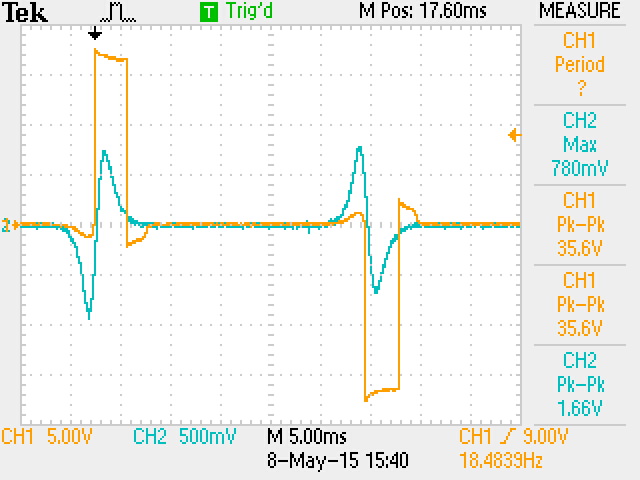 Tek
T Trig'd
M Pos: 17.60ms
MEASURE
CH1
Period
?
CH2
Max
780mV
CH1
Pk-Pk
35.6V
CH1
Pk-Pk
35.6V
CH2
Pk-Pk
1.66V
CH1 5.00V
CH2 500mV
M 5.00ms
CH1 9.00V
8-May-15 15:40
18.4839Hz